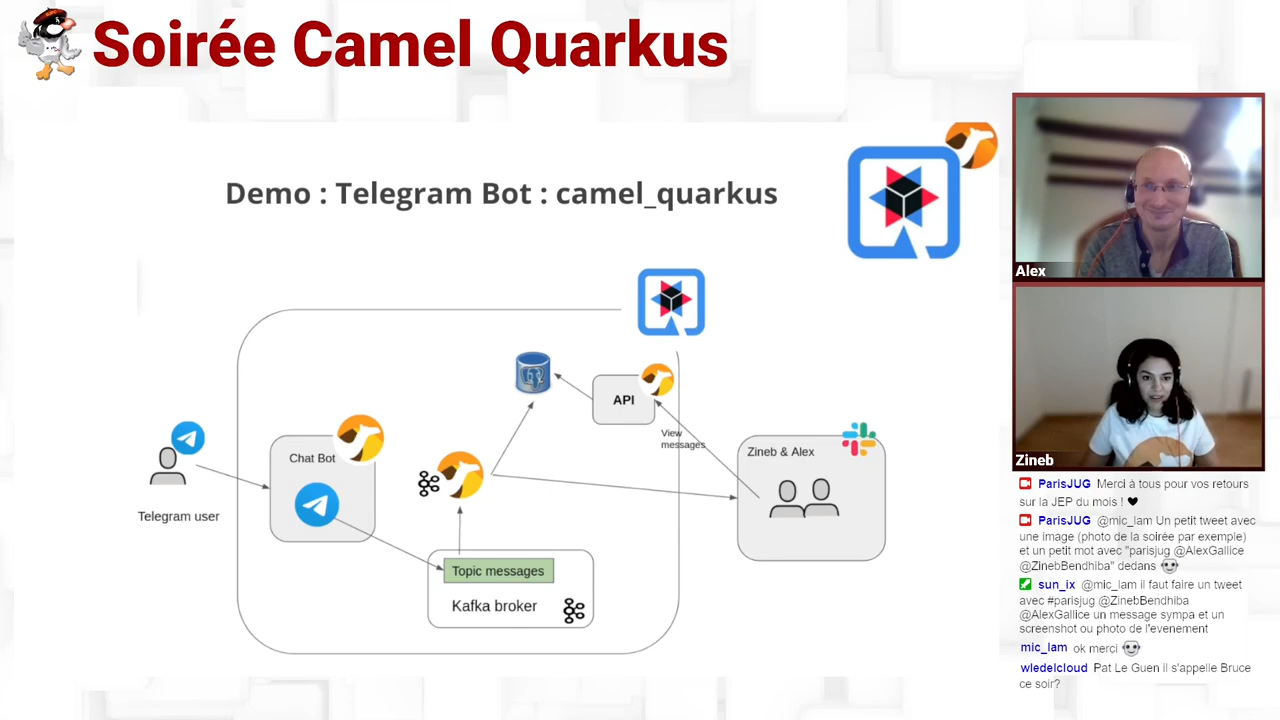 Soirée Camel Quarkus
Demo : Telegram Bot : camel_quarkus
API
View
messages
Chat Bot
Zineb & Alex
Telegram user
Topic messages
Kafka broker
Alex
Zineb
ParisJUG Merci à tous pour vos retours
sur la JEP du mois ! ♥
ParisJUG @mic_lam Un petit tweet avec
une image (photo de la soirée par exemple)
et un petit mot avec "parisjug @AlexGallice
@ZinebBendhiba" dedans
sun_ix @mic_lam il faut faire un tweet
avec #parisjug @ZinebBendhiba
@AlexGallice un message sympa et un
screenshot ou photo de l'evenement
mic_lam ok merci
wledelcloud Pat Le Guen il s'appelle Bruce
ce soir?